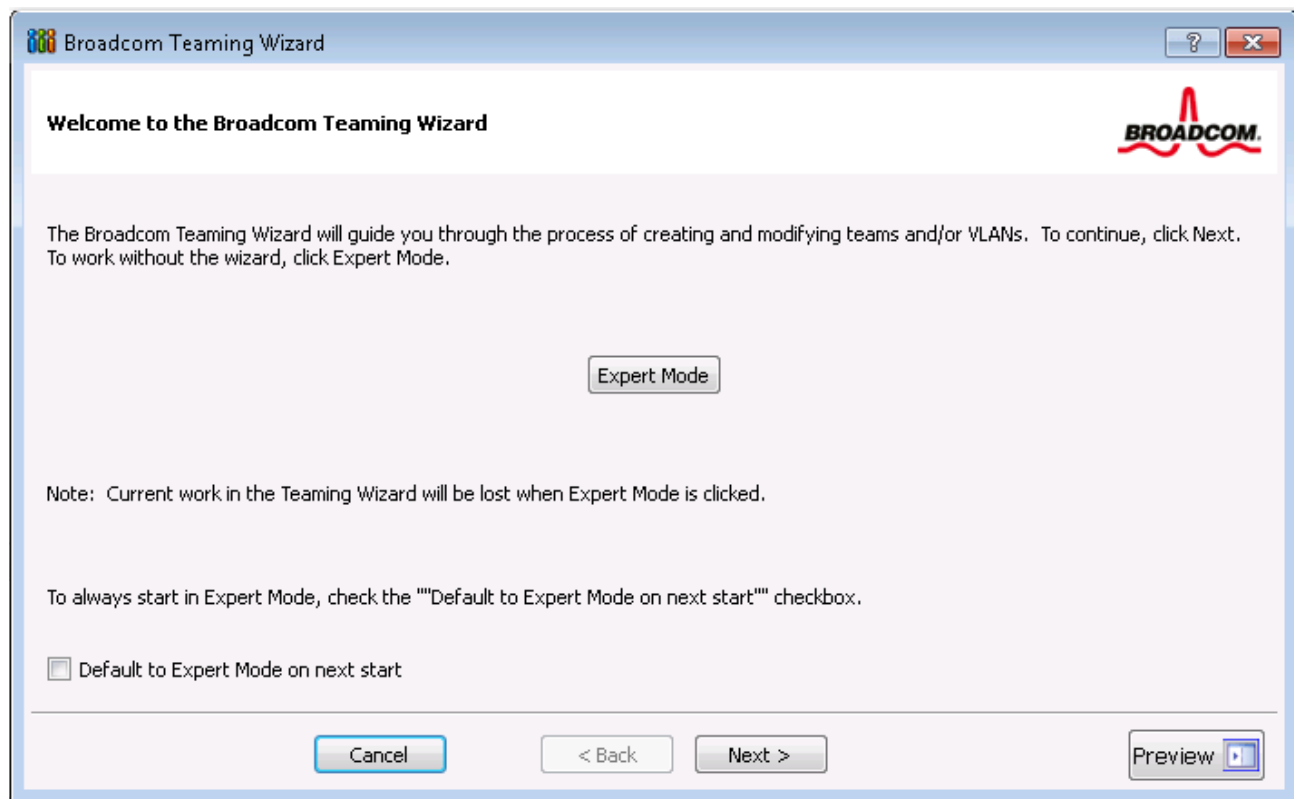 Broadcom Teaming Wizard
?
Welcome to the Broadcom Teaming Wizard
BROADCOM.
The Broadcom Teaming Wizard will guide you through the process of creating and modifying teams and/or VLANs.  To continue, click Next.
To work without the wizard, click Expert Mode.
Expert Mode
Note:  Current work in the Teaming Wizard will be lost when Expert Mode is clicked.
To always start in Expert Mode, check the ""Default to Expert Mode on next start"" checkbox.
Default to Expert Mode on next start
Cancel
< Back
Next >
Preview